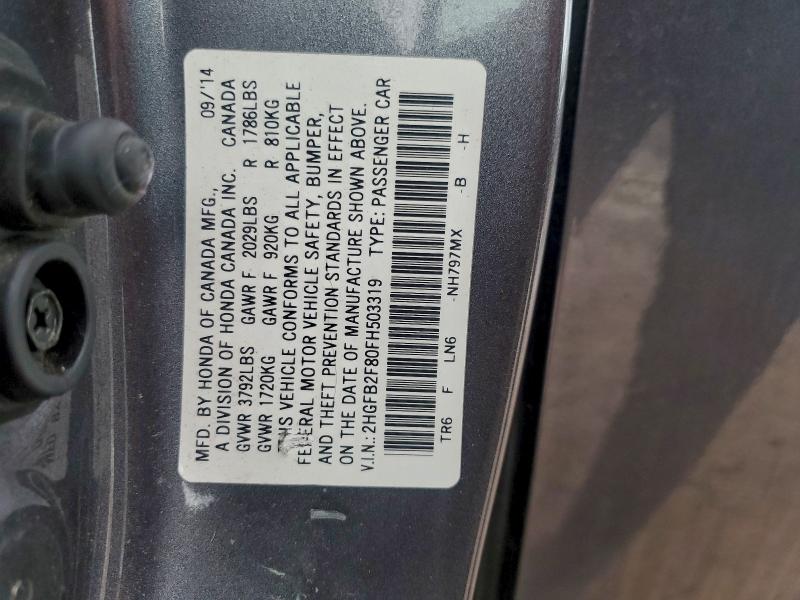 MFD. BY HONDA OF CANADA MFG., 09/'14
A DIVISION OF HONDA CANADA INC. CANADA
GVWR 3792LBS GAWR F 2029LBS R 1786LBS
GVWR 1720KG GAWR F 920KG R 810KG
THIS VEHICLE CONFORMS TO ALL APPLICABLE
FEDERAL MOTOR VEHICLE SAFETY, BUMPER,
AND THEFT PREVENTION STANDARDS IN EFFECT
ON THE DATE OF MANUFACTURE SHOWN ABOVE.
V.I.N.:2HGFB2F80FH503319 TYPE: PASSENGER CAR
TR6 F LN6 -NH797MX -B -H